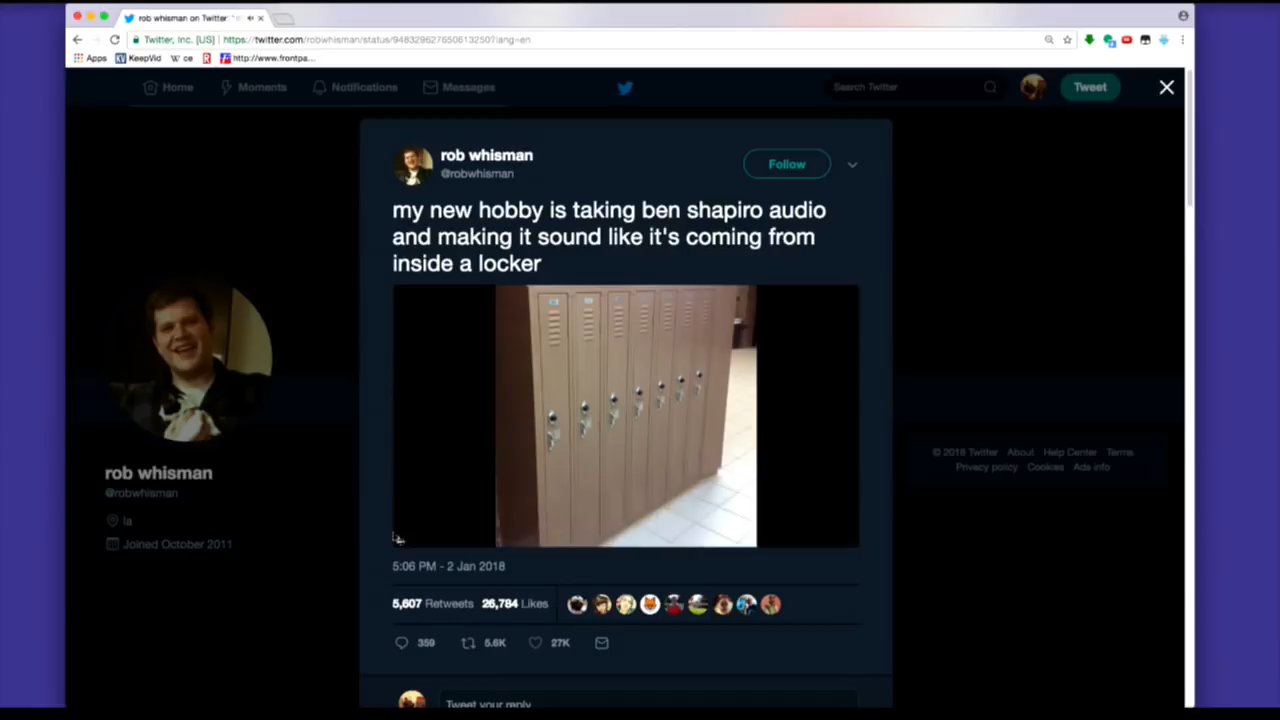 rob whisman on Twitter: "
Twitter, Inc. [US] https://twitter.com/robwhisman/status/948329627650613250?lang=en
Apps KeepVid W ce http://www.frontpa...
Home Moments Notifications Messages Search Twitter Tweet
rob whisman
@robwhisman
Follow
my new hobby is taking ben shapiro audio
and making it sound like it's coming from
inside a locker
5:06 PM - 2 Jan 2018
5,607 Retweets 26,784 Likes
359 5.6K 27K
Tweet your reply
rob whisman
@robwhisman
la
Joined October 2011
© 2018 Twitter About Help Center Terms
Privacy policy Cookies Ads info